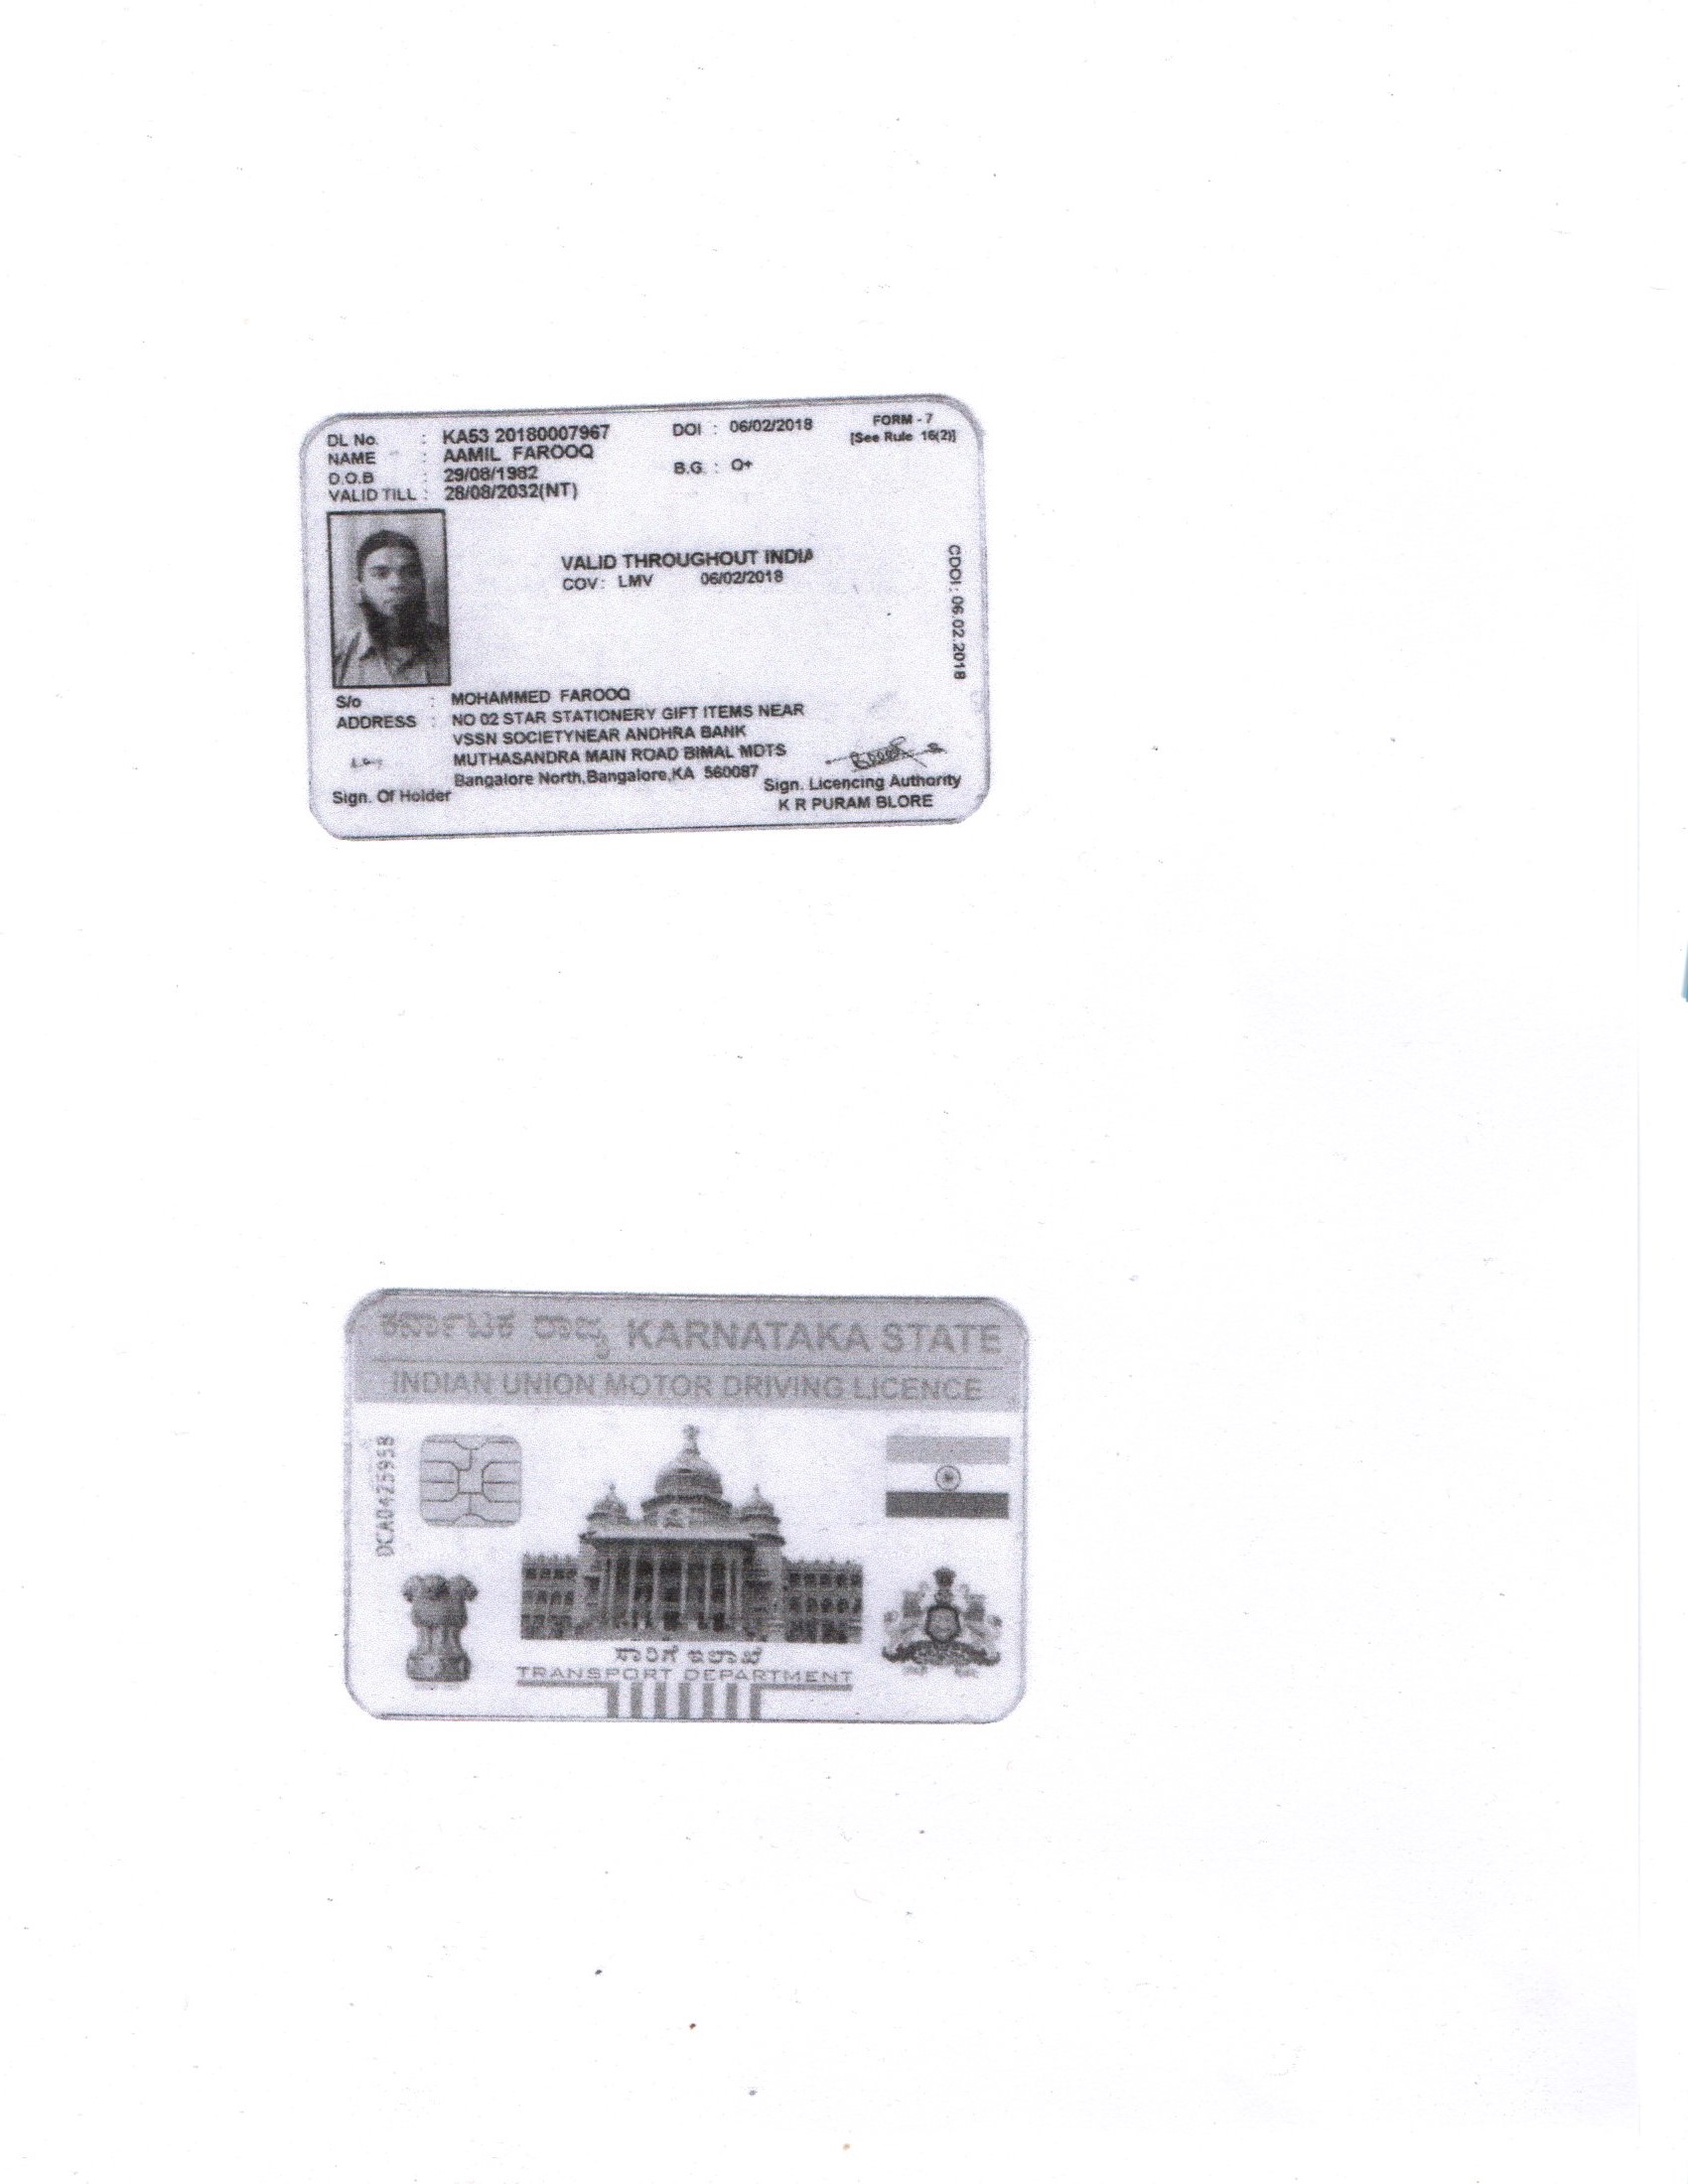 DL No. : KA53 20180007967 DOI : 06/02/2018 FORM - 7
NAME : AAMIL FAROOQ [See Rule 16(2)]
D.O.B : 29/08/1982 B.G. : O+
VALID TILL : 28/08/2032(NT)
VALID THROUGHOUT INDIA
COV: LMV 06/02/2018
CDOI: 06.02.2018
S/o : MOHAMMED FAROOQ
ADDRESS : NO 02 STAR STATIONERY GIFT ITEMS NEAR
VSSN SOCIETYNEAR ANDHRA BANK
MUTHASANDRA MAIN ROAD BIMAL MDTS
Bangalore North,Bangalore,KA 560087
Sign. Of Holder
Sign. Licencing Authority
K R PURAM BLORE
ಕರ್ನಾಟಕ ರಾಜ್ಯ KARNATAKA STATE
INDIAN UNION MOTOR DRIVING LICENCE
DCA0425958
ಸಾರಿಗೆ ಇಲಾಖೆ
TRANSPORT DEPARTMENT